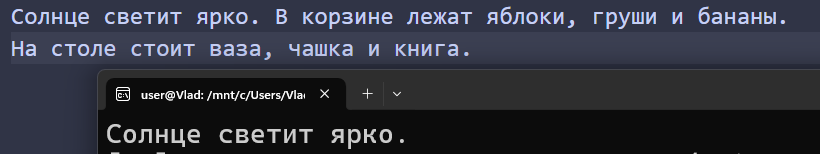 Солнце светит ярко. В корзине лежат яблоки, груши и бананы.
На столе стоит ваза, чашка и книга.
user@Vlad: /mnt/c/Users/Vla
Солнце светит ярко.